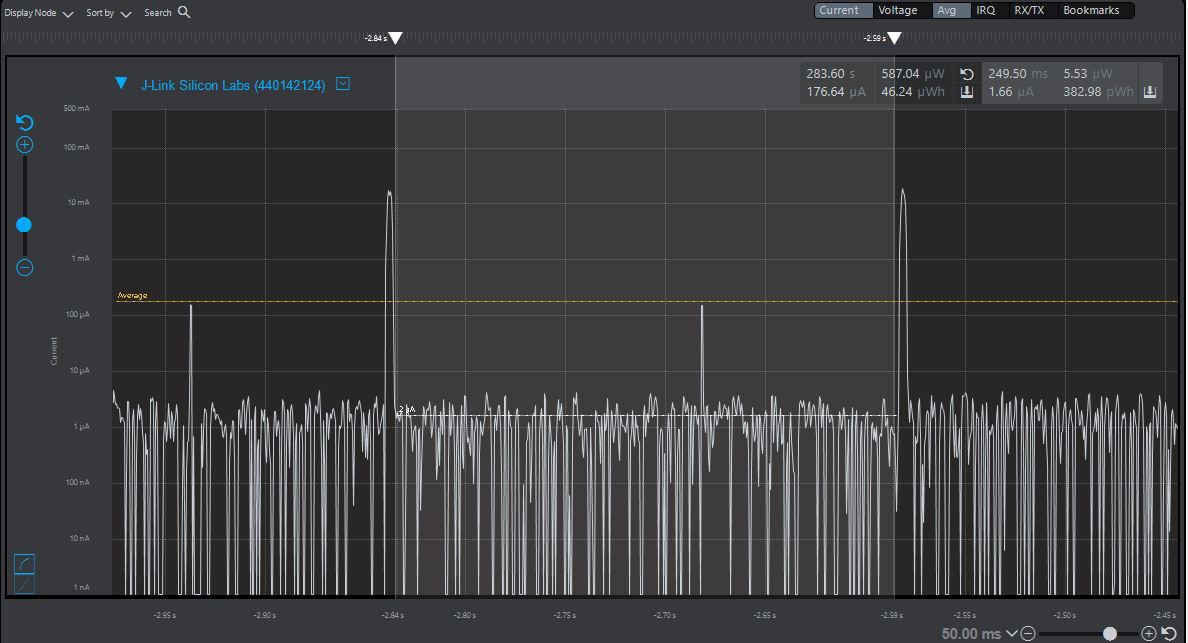 Display Node Sort by Search Current Voltage Avg IRQ RX/TX Bookmarks
-2.84 s -2.59 s
J-Link Silicon Labs (440142124)
283.60 s 587.04 µW 249.50 ms 5.53 µW
176.64 µA 46.24 µWh 1.66 µA 382.98 pWh
500 mA
100 mA
10 mA
1 mA
Average
100 µA
Current
10 µA
2 µA
1 µA
100 nA
10 nA
1 nA
-2.95 s -2.90 s -2.84 s -2.80 s -2.75 s -2.70 s -2.65 s -2.59 s -2.55 s -2.50 s -2.45 s
50.00 ms